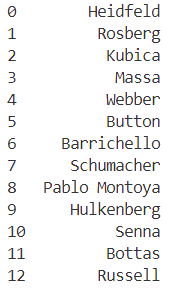 0 Heidfeld
1 Rosberg
2 Kubica
3 Massa
4 Webber
5 Button
6 Barrichello
7 Schumacher
8 Pablo Montoya
9 Hulkenberg
10 Senna
11 Bottas
12 Russell